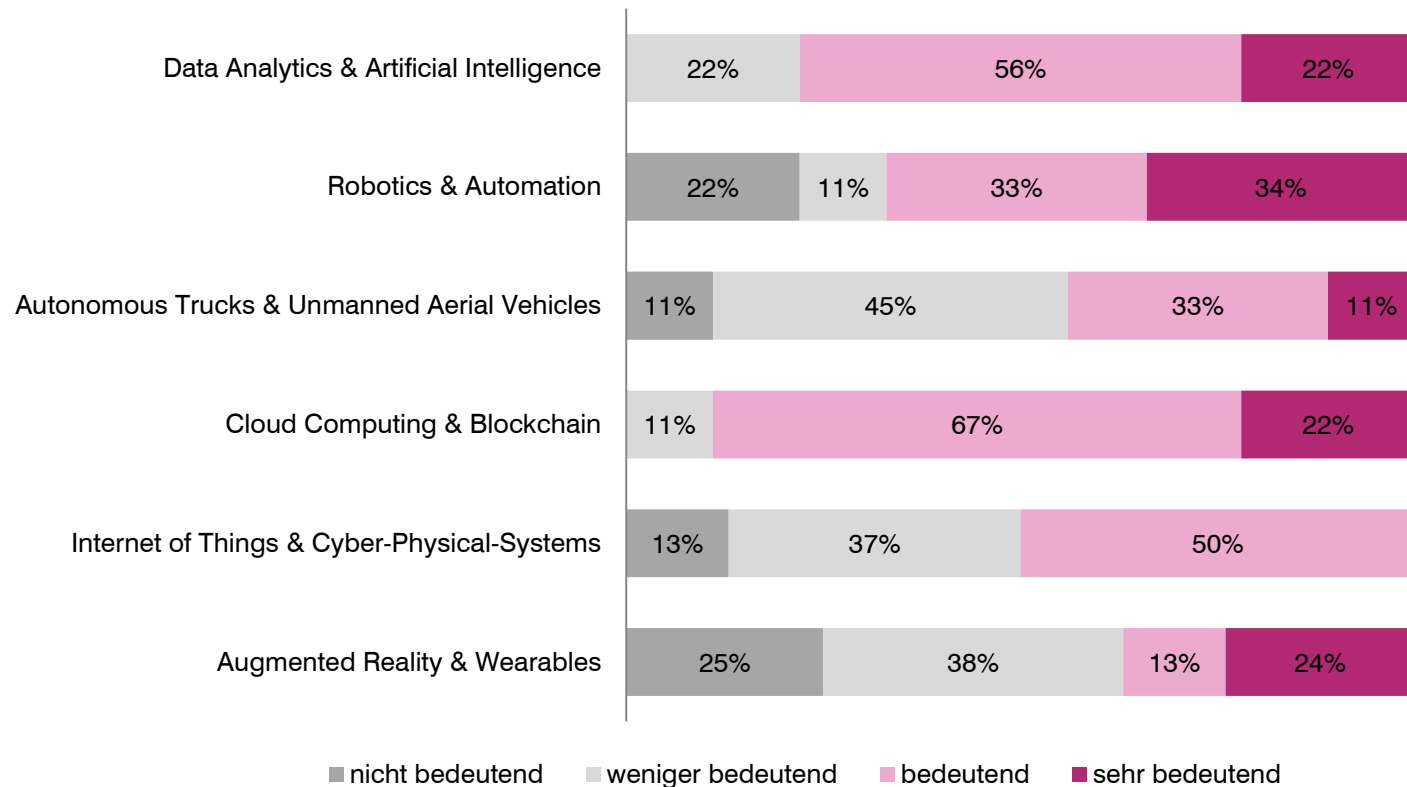 Data Analytics & Artificial Intelligence 22% 56% 22%
Robotics & Automation 22% 11% 33% 34%
Autonomous Trucks & Unmanned Aerial Vehicles 11% 45% 33% 11%
Cloud Computing & Blockchain 11% 67% 22%
Internet of Things & Cyber-Physical-Systems 13% 37% 50%
Augmented Reality & Wearables 25% 38% 13% 24%
nicht bedeutend weniger bedeutend bedeutend sehr bedeutend